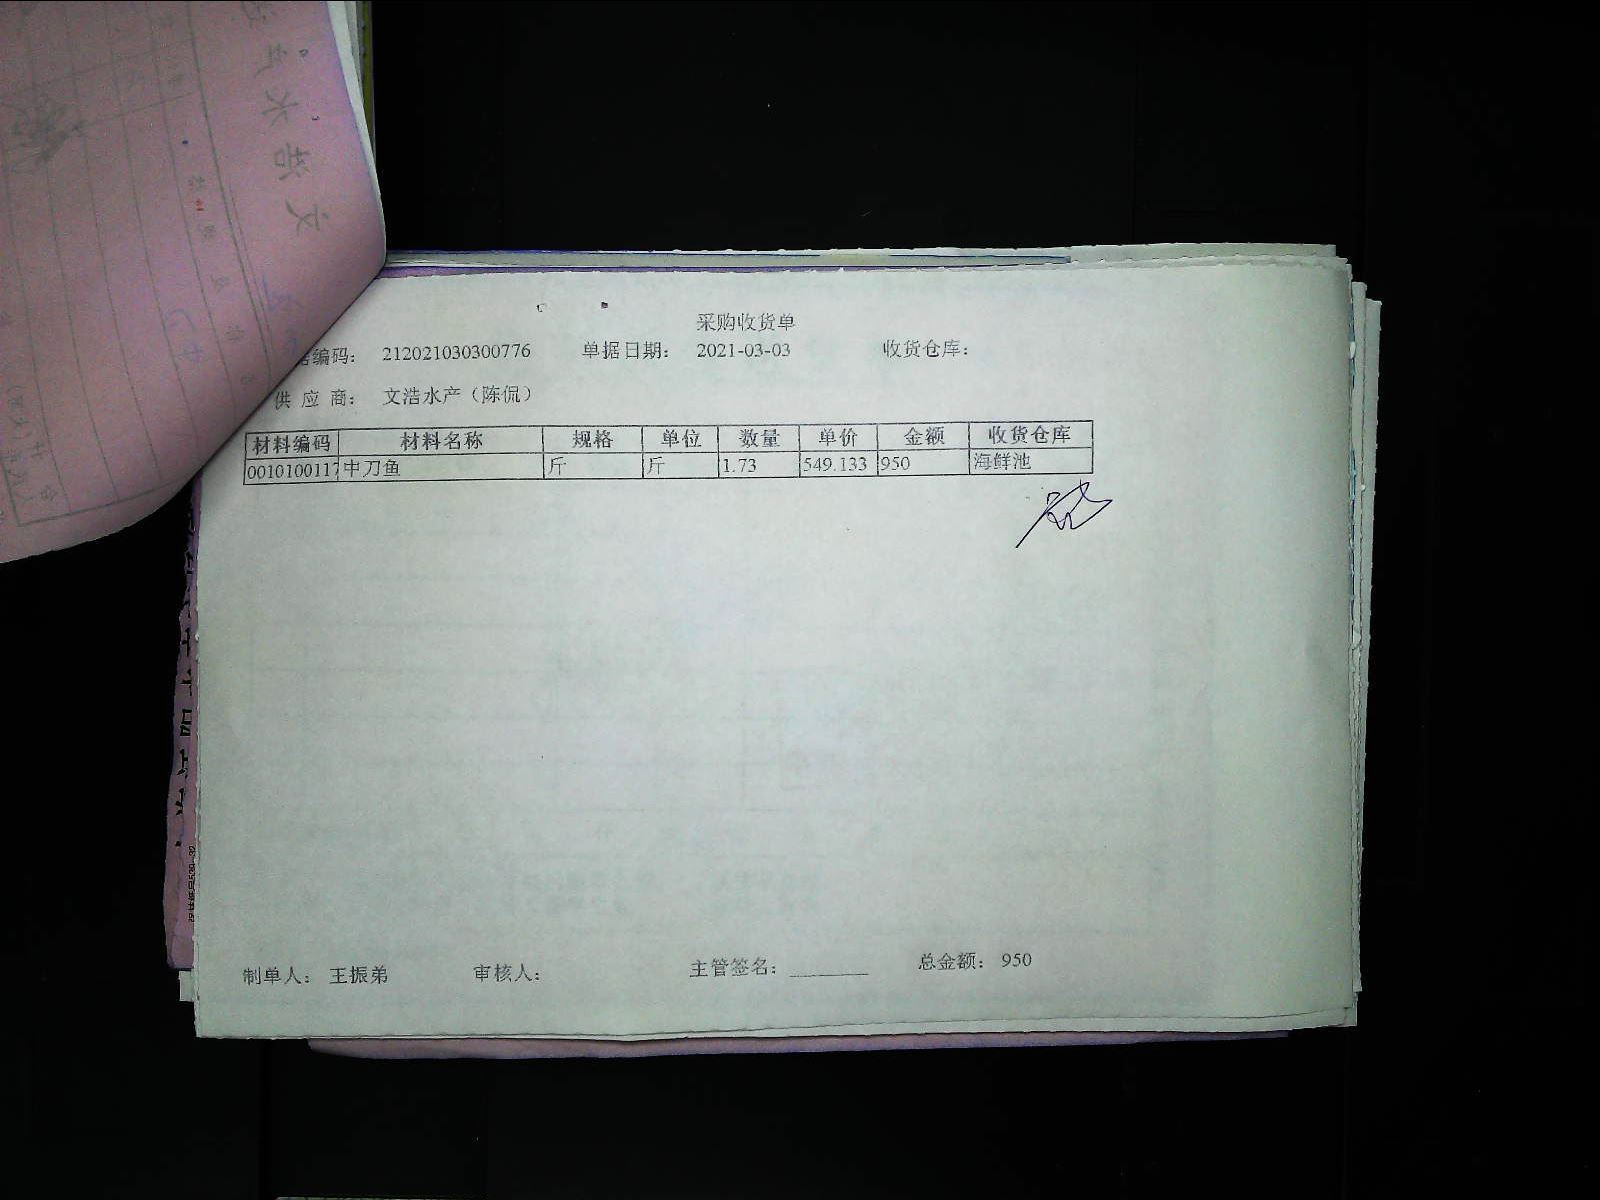 采购收货单
据编码： 212021030300776 单据日期： 2021-03-03 收货仓库：
供 应 商： 文浩水产（陈侃）
材料编码 材料名称 规格 单位 数量 单价 金额 收货仓库
0010100117 中刀鱼 斤 斤 1.73 549.133 950 海鲜池
制单人： 王振弟 审核人： 主管签名： ________ 总金额： 950